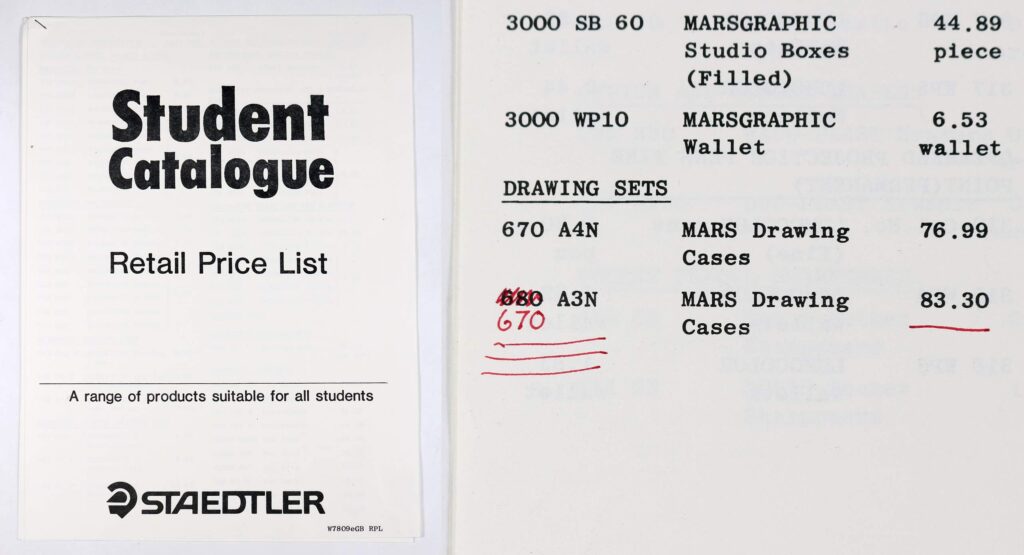 Student
Catalogue
Retail Price List
A range of products suitable for all students
STAEDTLER
W7809eGB RPL
3000 SB 60 MARSGRAPHIC 44.89
Studio Boxes piece
(Filled)
3000 WP10 MARSGRAPHIC 6.53
Wallet wallet
DRAWING SETS
670 A4N MARS Drawing 76.99
Cases
680 A3N MARS Drawing 83.30
670 Cases